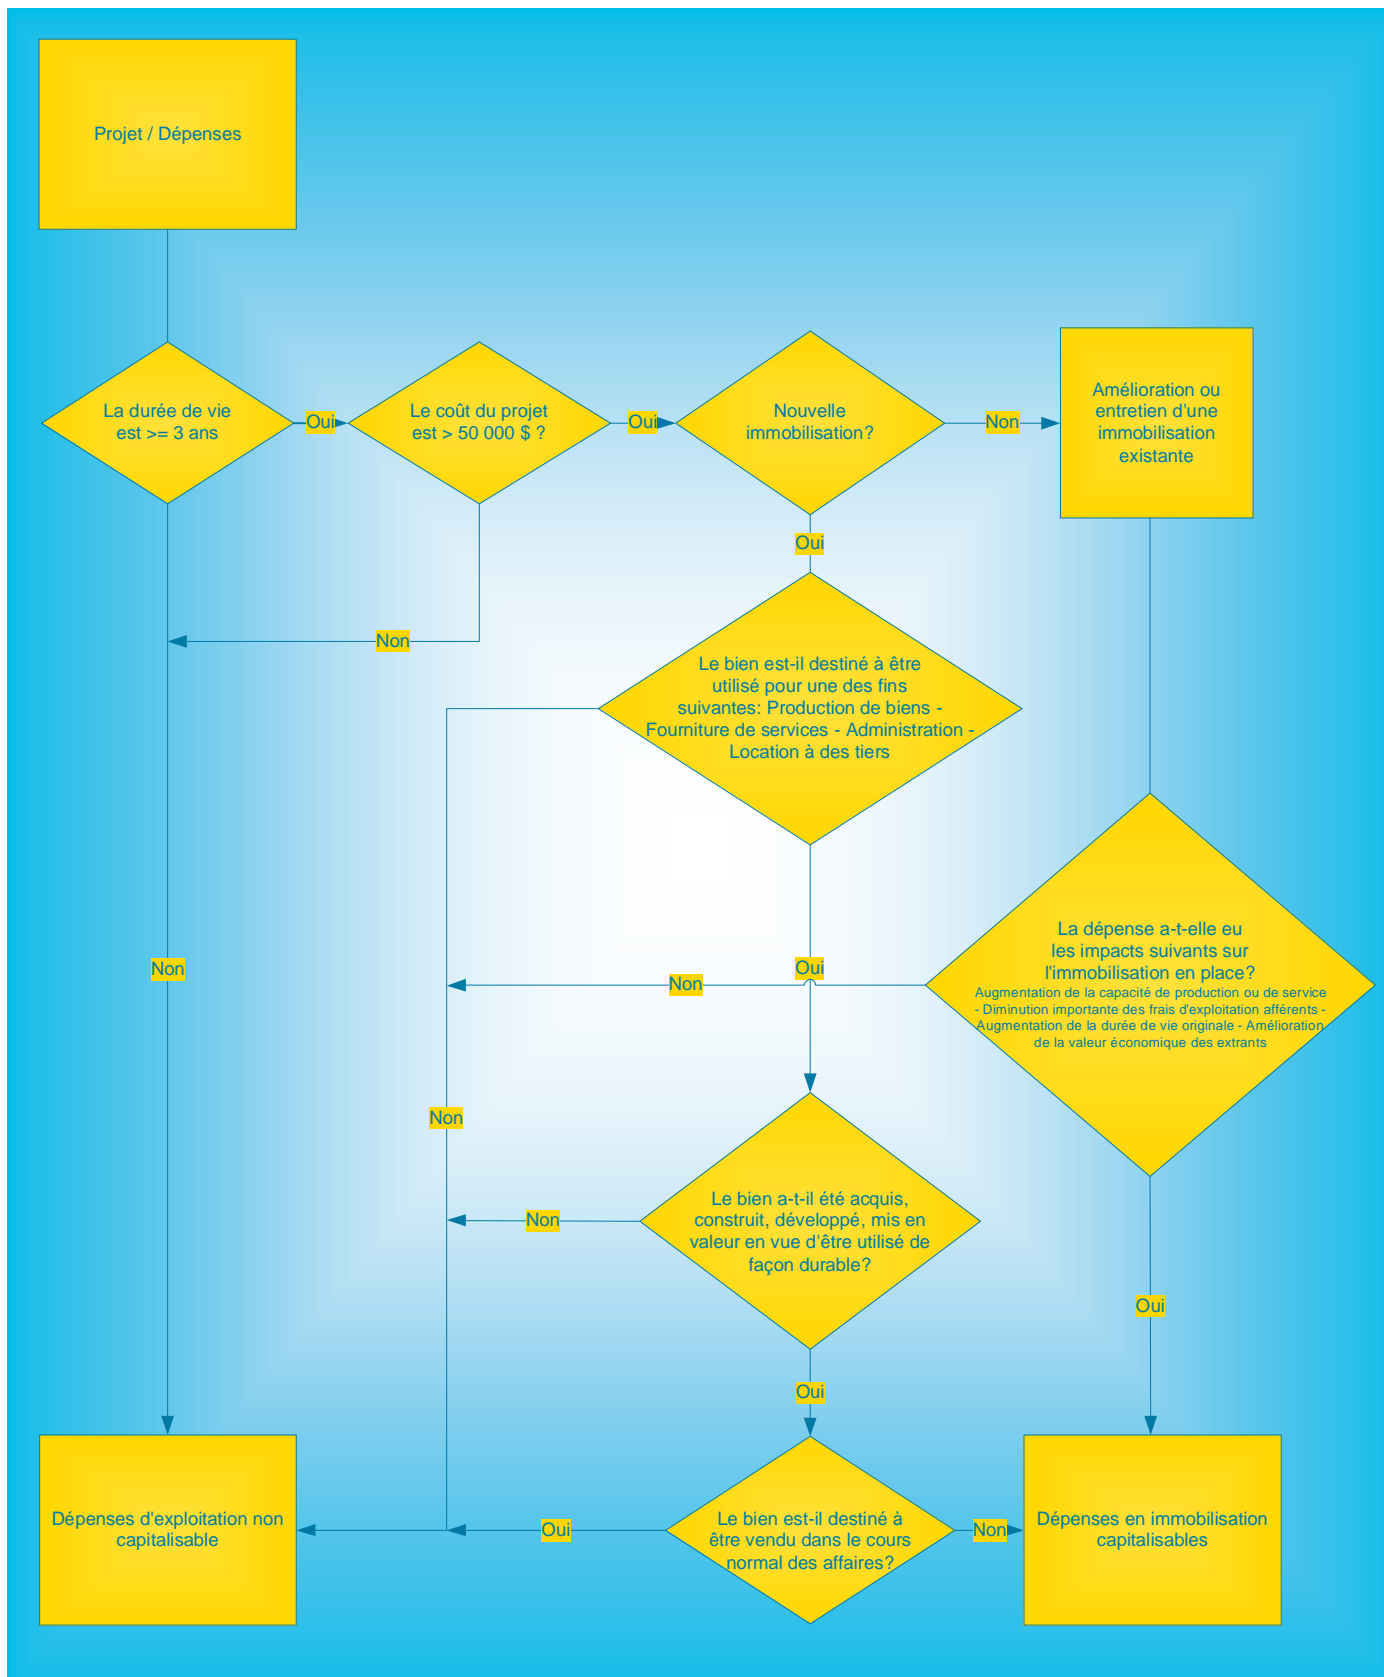 Projet / Dépenses
La durée de vie
est >= 3 ans
Oui
Le coût du projet
est > 50 000 $ ?
Oui
Nouvelle
immobilisation?
Non
Amélioration ou
entretien d'une
immobilisation
existante
Oui
Non
Le bien est-il destiné à être
utilisé pour une des fins
suivantes: Production de biens -
Fourniture de services - Administration -
Location à des tiers
La dépense a-t-elle eu
les impacts suivants sur
l'immobilisation en place?
Augmentation de la capacité de production ou de service
- Diminution importante des frais d'exploitation afférents -
Augmentation de la durée de vie originale - Amélioration
de la valeur économique des extrants
Non
Oui
Non
Non
Le bien a-t-il été acquis,
construit, développé, mis en
valeur en vue d'être utilisé de
façon durable?
Non
Oui
Oui
Dépenses d'exploitation non
capitalisable
Oui
Le bien est-il destiné à
être vendu dans le cours
normal des affaires?
Non
Dépenses en immobilisation
capitalisables